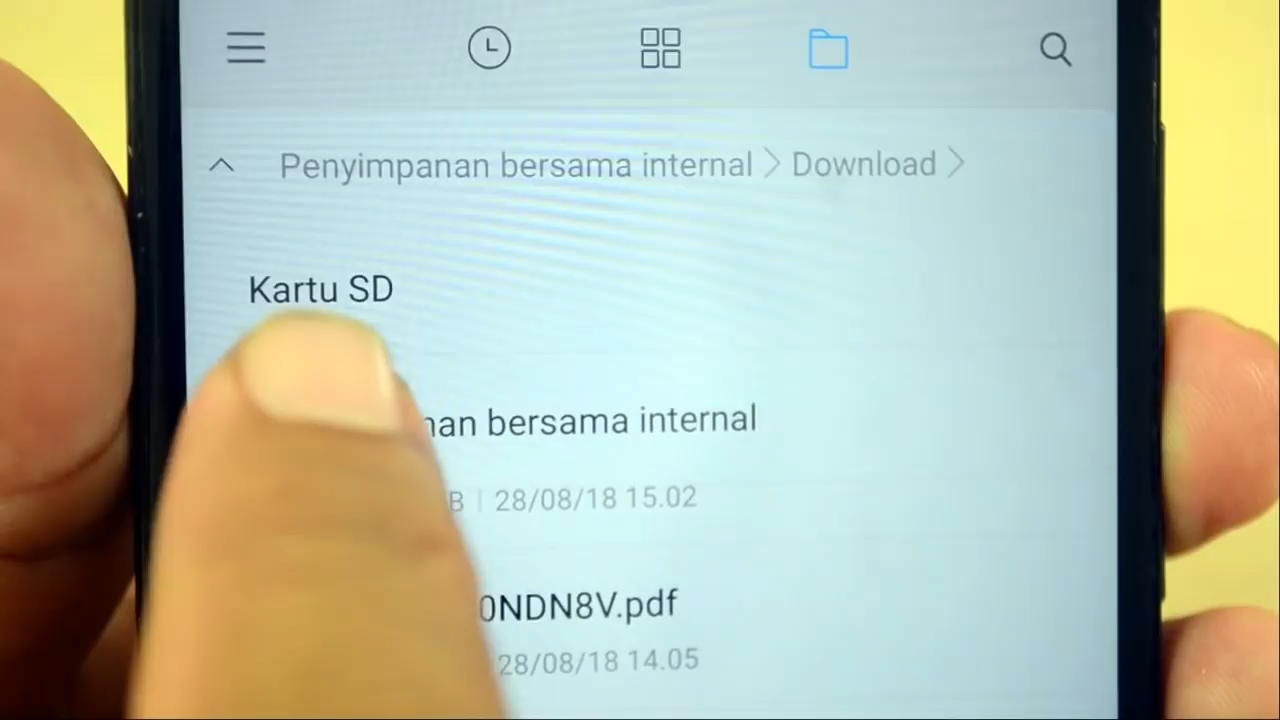 Penyimpanan bersama internal > Download >
Kartu SD
bersama internal
28/08/18 15.02
0NDN8V.pdf
28/08/18 14.05